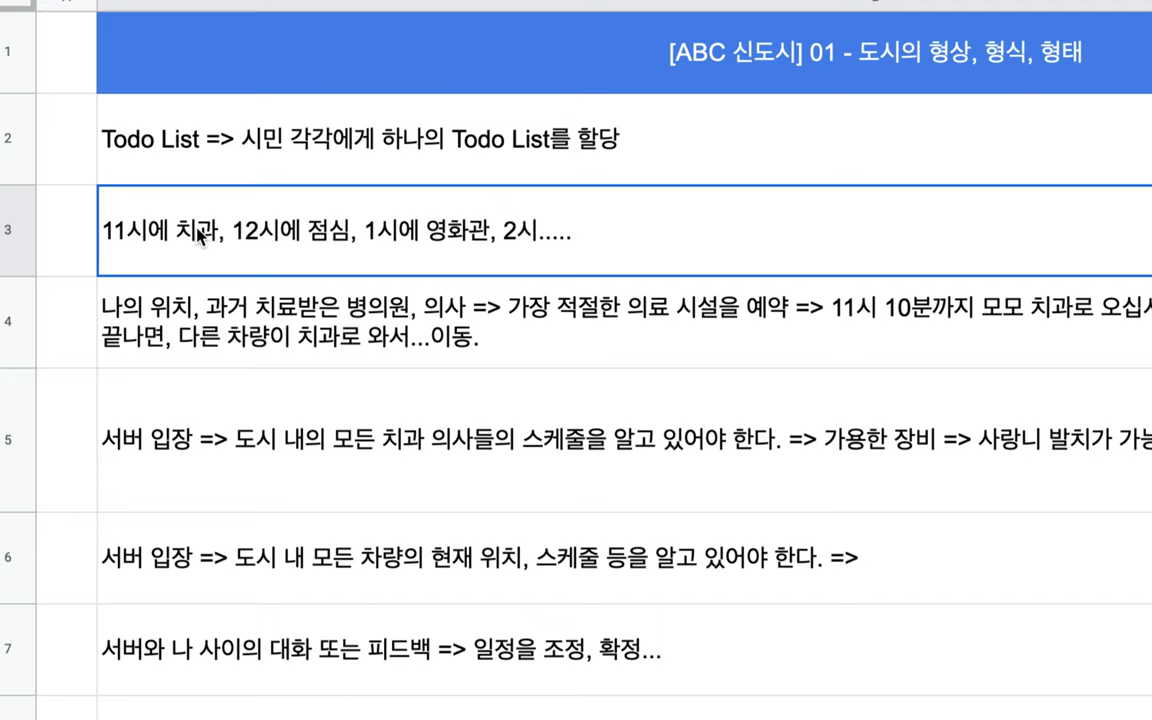 1
[ABC 신도시] 01 - 도시의 형상, 형식, 형태
2
Todo List => 시민 각각에게 하나의 Todo List를 할당
3
11시에 치과, 12시에 점심, 1시에 영화관, 2시.....
4
나의 위치, 과거 치료받은 병의원, 의사 => 가장 적절한 의료 시설을 예약 => 11시 10분까지 모모 치과로 오십
끝나면, 다른 차량이 치과로 와서...이동.
5
서버 입장 => 도시 내의 모든 치과 의사들의 스케줄을 알고 있어야 한다. => 가용한 장비 => 사랑니 발치가
6
서버 입장 => 도시 내 모든 차량의 현재 위치, 스케줄 등을 알고 있어야 한다. =>
7
서버와 나 사이의 대화 또는 피드백 => 일정을 조정, 확정...